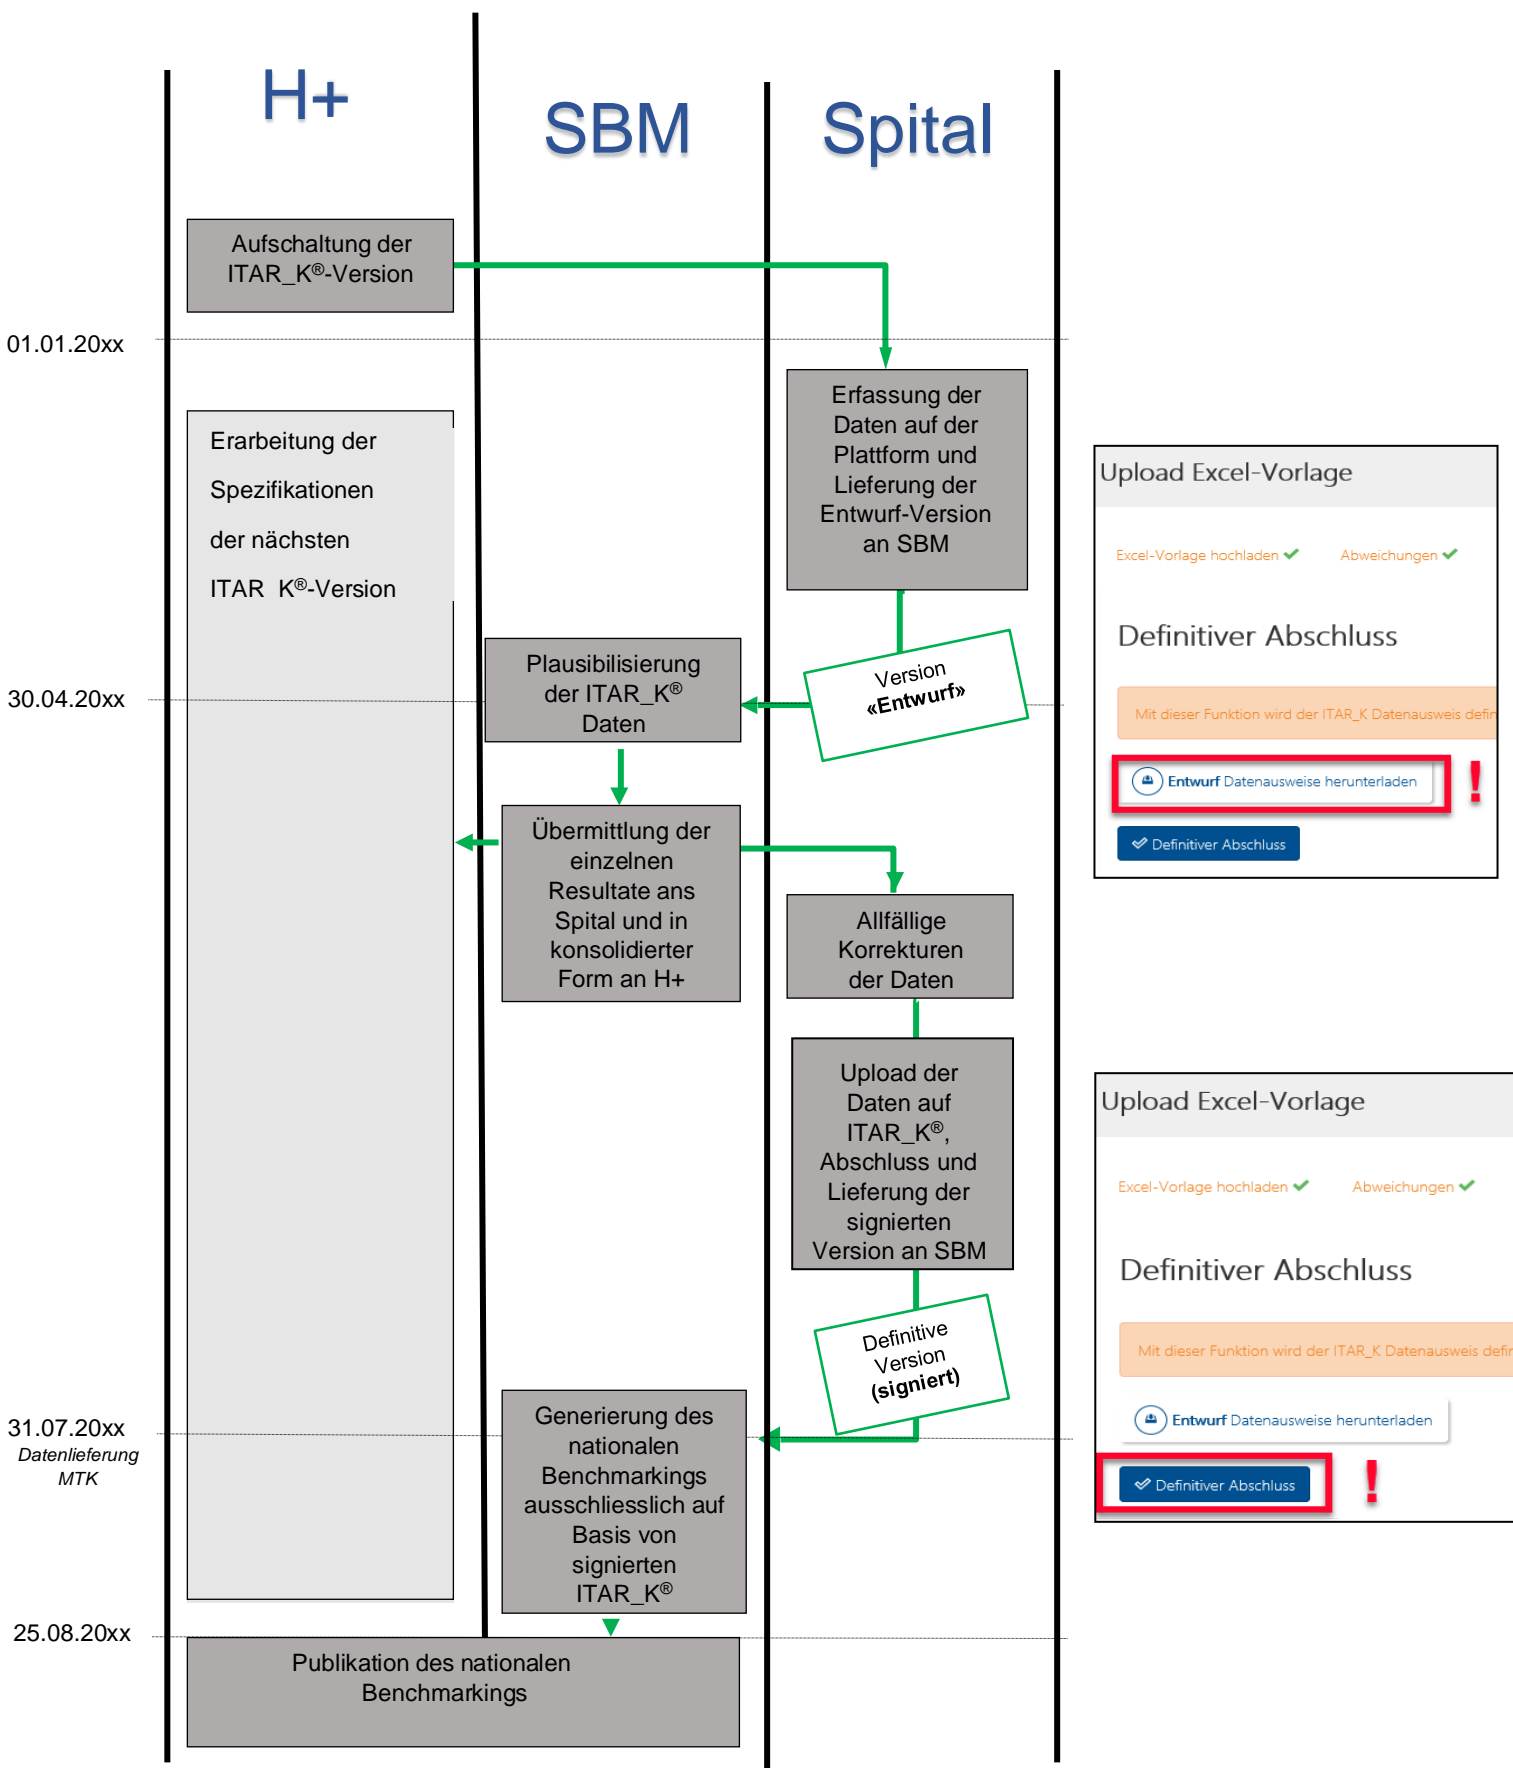 H+
SBM
Spital
Aufschaltung der
ITAR_K®-Version
01.01.20xx
Erfassung der
Daten auf der
Plattform und
Lieferung der
Entwurf-Version
an SBM
Erarbeitung der
Spezifikationen
der nächsten
ITAR K®-Version
Upload Excel-Vorlage
Excel-Vorlage hochladen
Abweichungen
Definitiver Abschluss
Mit dieser Funktion wird der ITAR_K Datenausweis defin
Entwurf Datenausweise herunterladen
!
Definitiver Abschluss
30.04.20xx
Plausibilisierung
der ITAR_K®
Daten
Version
«Entwurf»
Übermittlung der
einzelnen
Resultate ans
Spital und in
konsolidierter
Form an H+
Allfällige
Korrekturen
der Daten
Upload der
Daten auf
ITAR_K®,
Abschluss und
Lieferung der
signierten
Version an SBM
Upload Excel-Vorlage
Excel-Vorlage hochladen
Abweichungen
Definitiver Abschluss
Mit dieser Funktion wird der ITAR_K Datenausweis defin
Entwurf Datenausweise herunterladen
Definitiver Abschluss
!
Definitive
Version
(signiert)
31.07.20xx
Datenlieferung
MTK
Generierung des
nationalen
Benchmarkings
ausschliesslich auf
Basis von
signierten
ITAR_K®
25.08.20xx
Publikation des nationalen
Benchmarkings